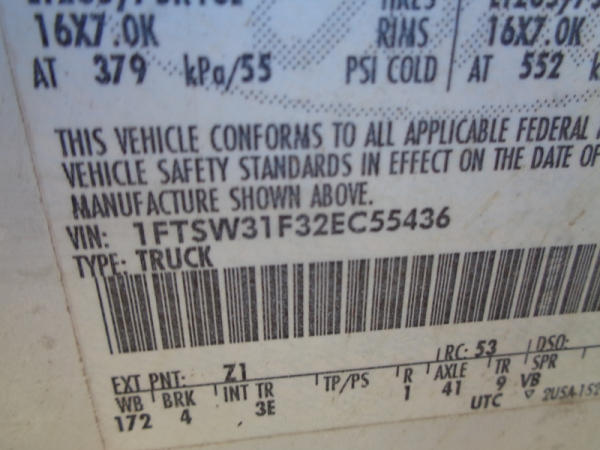 RIMS
16X7.0K 16X7.0K
AT 379 kPa/55 PSI COLD AT 552
THIS VEHICLE CONFORMS TO ALL APPLICABLE FEDERAL
VEHICLE SAFETY STANDARDS IN EFFECT ON THE DATE OF
MANUFACTURE SHOWN ABOVE.
VIN: 1FTSW31F32EC55436
TYPE: TRUCK
EXT PNT: Z1 RC: 53 DSO:
WB BRK INT TR TP/PS R AXLE TR SPR
172 4 3E 1 41 9 VB
UTC